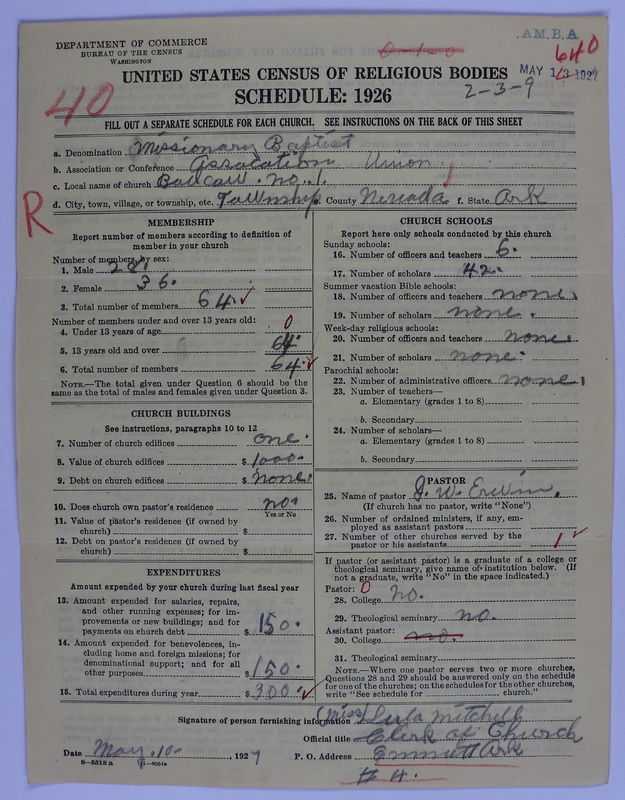 A.M.B.A
DEPARTMENT OF COMMERCE
BUREAU OF THE CENSUS
WASHINGTON
0-1-0
640
MAY 13 1927
UNITED STATES CENSUS OF RELIGIOUS BODIES
2-3-9
40
SCHEDULE: 1926
FILL OUT A SEPARATE SCHEDULE FOR EACH CHURCH. SEE INSTRUCTIONS ON THE BACK OF THIS SHEET
a. Denomination Missionary Baptist
b. Association or Conference Assocation Union
c. Local name of church Bodcaw. No. 1.
R
d. City, town, village, or township, etc. Township. County Nevada f. State Ark
MEMBERSHIP
Report number of members according to definition of member in your church
Number of members by sex:
1. Male 28
2. Female 36.
3. Total number of members 64.
Number of members under and over 13 years old:
4. Under 13 years of age 0
5. 13 years old and over 64.
6. Total number of members 64.
NOTE.—The total given under Question 6 should be the
same as the total of males and females given under Question 3.
CHURCH BUILDINGS
See instructions, paragraphs 10 to 12
7. Number of church edifices one.
8. Value of church edifices $ 1000.
9. Debt on church edifices $ None.
10. Does church own pastor's residence no.
Yes or No
11. Value of pastor's residence (if owned by
church) $
12. Debt on pastor's residence (if owned by
church) $
EXPENDITURES
Amount expended by your church during last fiscal year
13. Amount expended for salaries, repairs,
and other running expenses; for im-
provements or new buildings; and for
payments on church debt $ 150.
14. Amount expended for benevolences, in-
cluding home and foreign missions; for
denominational support; and for all
other purposes $ 150.
15. Total expenditures during year $ 300.
CHURCH SCHOOLS
Report here only schools conducted by this church
Sunday schools:
16. Number of officers and teachers 6.
17. Number of scholars 42.
Summer vacation Bible schools:
18. Number of officers and teachers none.
19. Number of scholars none.
Week-day religious schools:
20. Number of officers and teachers none.
21. Number of scholars none.
Parochial schools:
22. Number of administrative officers none.
23. Number of teachers—
a. Elementary (grades 1 to 8)
b. Secondary
24. Number of scholars—
a. Elementary (grades 1 to 8)
b. Secondary
PASTOR
25. Name of pastor J. W. Erwin.
(If church has no pastor, write "None")
26. Number of ordained ministers, if any, em-
ployed as assistant pastors
27. Number of other churches served by the
pastor or his assistants 1
If pastor (or assistant pastor) is a graduate of a college or
theological seminary, give name of institution below. (If
not a graduate, write "No" in the space indicated.)
Pastor: 0
28. College no.
29. Theological seminary no.
Assistant pastor:
30. College no.
31. Theological seminary
NOTE.—Where one pastor serves two or more churches,
Questions 28 and 29 should be answered only on the schedule
for one of the churches; on the schedules for the other churches,
write "See schedule for church."
Signature of person furnishing information (Miss) Lula Mitchell
Official title Clerk of Church
Date May. 10. , 1927 P. O. Address Emmett Ark
8-5518 a
# 4.